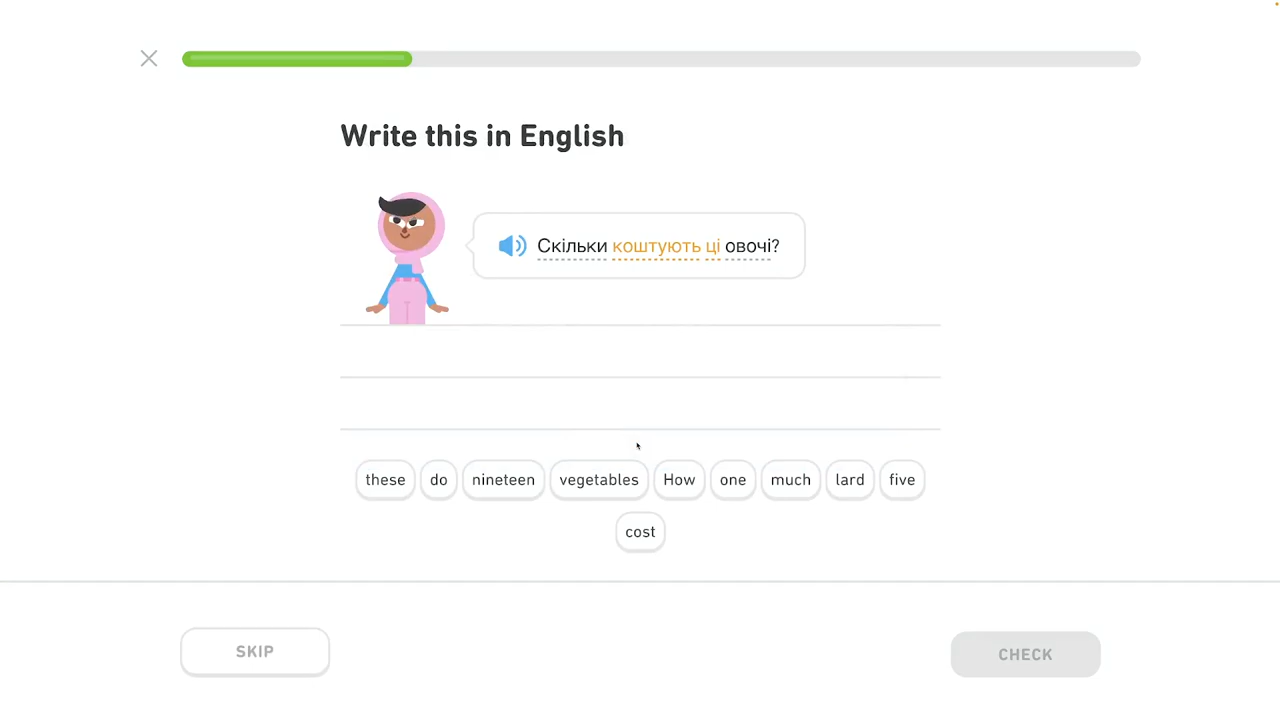 Write this in English
Скільки коштують ці овочі?
these do nineteen vegetables How one much lard five
cost
SKIP CHECK